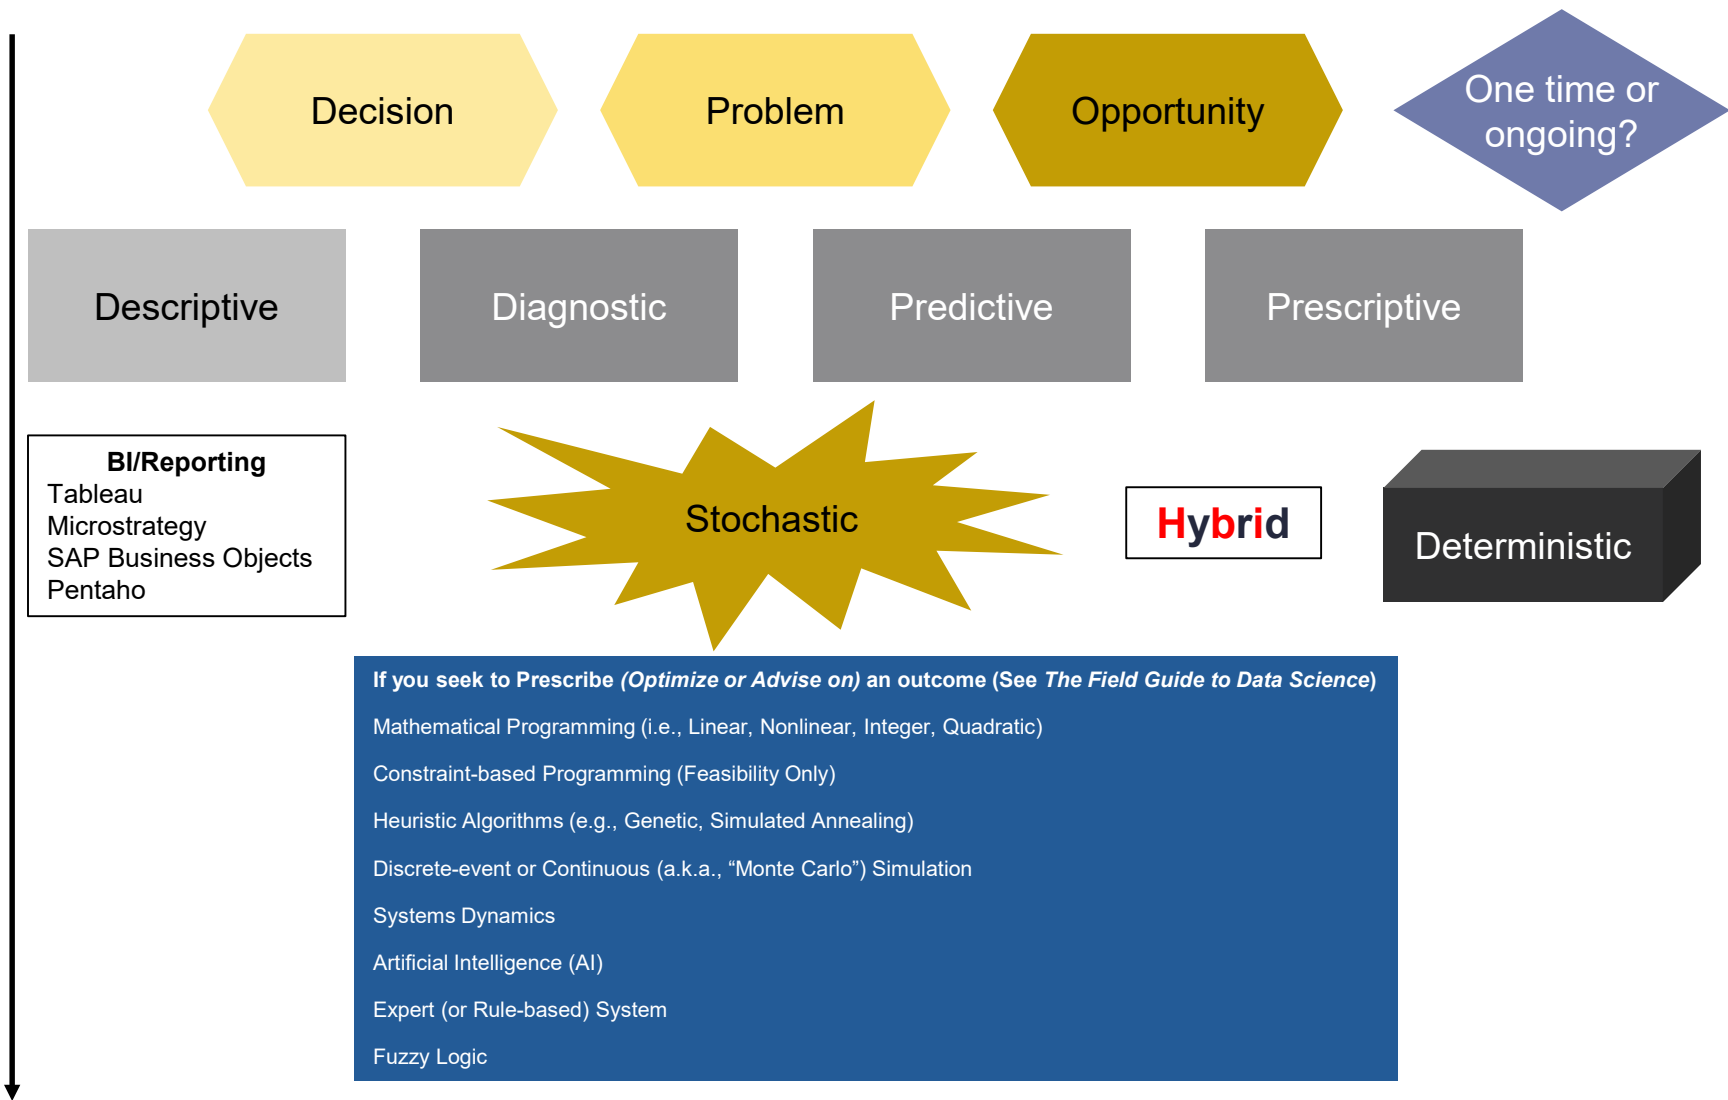 Decision
Problem
Opportunity
One time or
ongoing?
Descriptive
Diagnostic
Predictive
Prescriptive
BI/Reporting
Tableau
Microstrategy
SAP Business Objects
Pentaho
Stochastic
Hybrid
Deterministic
If you seek to Prescribe (Optimize or Advise on) an outcome (See The Field Guide to Data Science)
Mathematical Programming (i.e., Linear, Nonlinear, Integer, Quadratic)
Constraint-based Programming (Feasibility Only)
Heuristic Algorithms (e.g., Genetic, Simulated Annealing)
Discrete-event or Continuous (a.k.a., “Monte Carlo”) Simulation
Systems Dynamics
Artificial Intelligence (AI)
Expert (or Rule-based) System
Fuzzy Logic